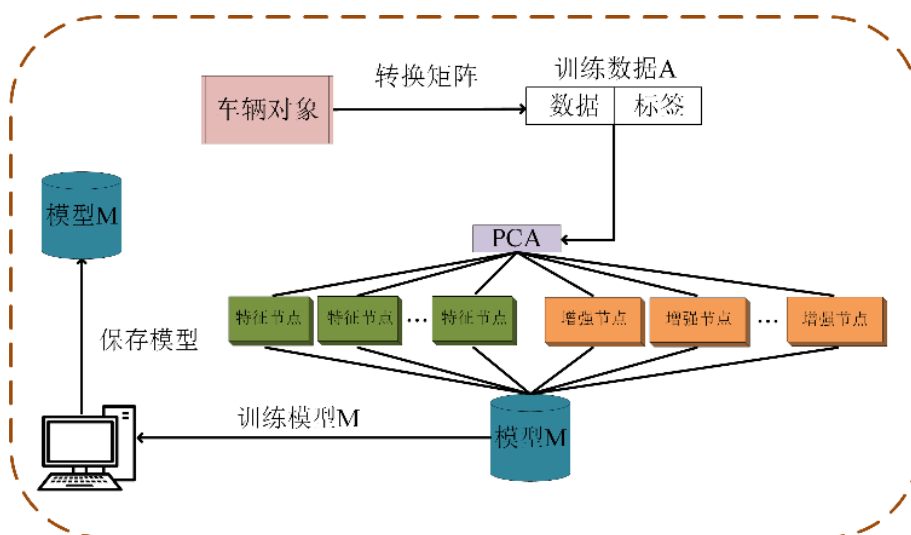 训练数据A
转换矩阵
车辆对象
数据
标签
模型M
PCA
特征节点
特征节点
...
特征节点
增强节点
增强节点
...
增强节点
保存模型
训练模型M
模型M